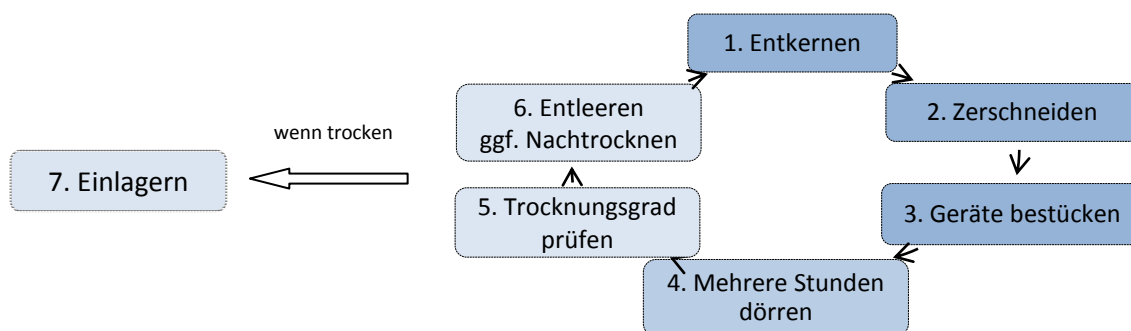 1. Entkernen
2. Zerschneiden
3. Geräte bestücken
4. Mehrere Stunden
dörren
5. Trocknungsgrad
prüfen
6. Entleeren
ggf. Nachtrocknen
wenn trocken
7. Einlagern